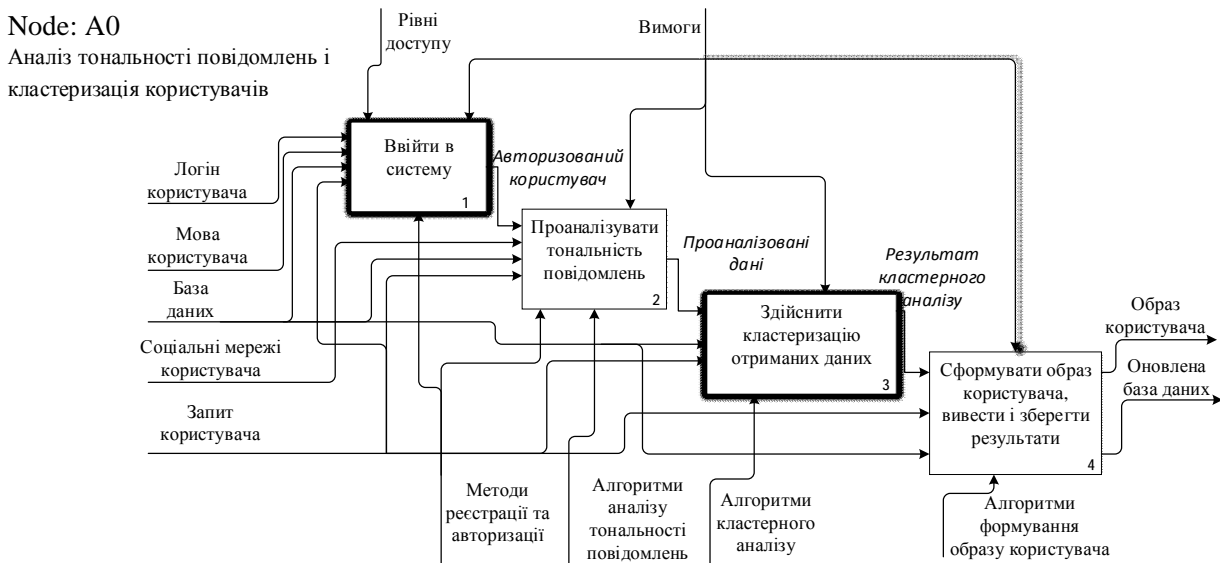 Node: A0
Аналіз тональності повідомлень і
кластеризація користувачів
Рівні
доступу
Вимоги
Ввійти в
систему
1
Авторизований
користувач
Логін
користувача
Мова
користувача
База
даних
Соціальні мережі
користувача
Запит
користувача
Проаналізувати
тональність
повідомлень
2
Проаналізовані
дані
Результат
кластерного
аналізу
Здійснити
кластеризацію
отриманих даних
3
Образ
користувача
Оновлена
база даних
Сформувати образ
користувача,
вивести і зберегти
результати
4
Методи
реєстрації та
авторизації
Алгоритми
аналізу
тональності
повідомлень
Алгоритми
кластерного
аналізу
Алгоритми
формування
образу користувача